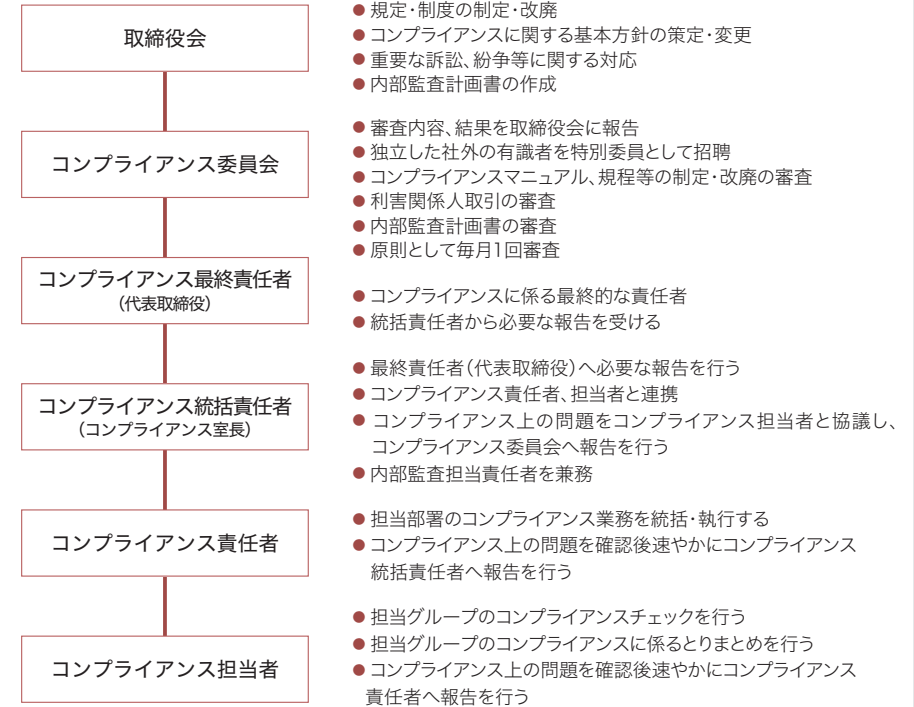 取締役会
● 規定・制度の制定・改廃
● コンプライアンスに関する基本方針の策定・変更
● 重要な訴訟、紛争等に関する対応
● 内部監査計画書の作成
コンプライアンス委員会
● 審査内容、結果を取締役会に報告
● 独立した社外の有識者を特別委員として招聘
● コンプライアンスマニュアル、規程等の制定・改廃の審査
● 利害関係人取引の審査
● 内部監査計画書の審査
● 原則として毎月1回審査
コンプライアンス最終責任者
(代表取締役)
● コンプライアンスに係る最終的な責任者
● 統括責任者から必要な報告を受ける
コンプライアンス統括責任者
(コンプライアンス室長)
● 最終責任者(代表取締役)へ必要な報告を行う
● コンプライアンス責任者、担当者と連携
● コンプライアンス上の問題をコンプライアンス担当者と協議し、
コンプライアンス委員会へ報告を行う
● 内部監査担当責任者を兼務
コンプライアンス責任者
● 担当部署のコンプライアンス業務を統括・執行する
● コンプライアンス上の問題を確認後速やかにコンプライアンス
統括責任者へ報告を行う
コンプライアンス担当者
● 担当グループのコンプライアンスチェックを行う
● 担当グループのコンプライアンスに係るとりまとめを行う
● コンプライアンス上の問題を確認後速やかにコンプライアンス
責任者へ報告を行う